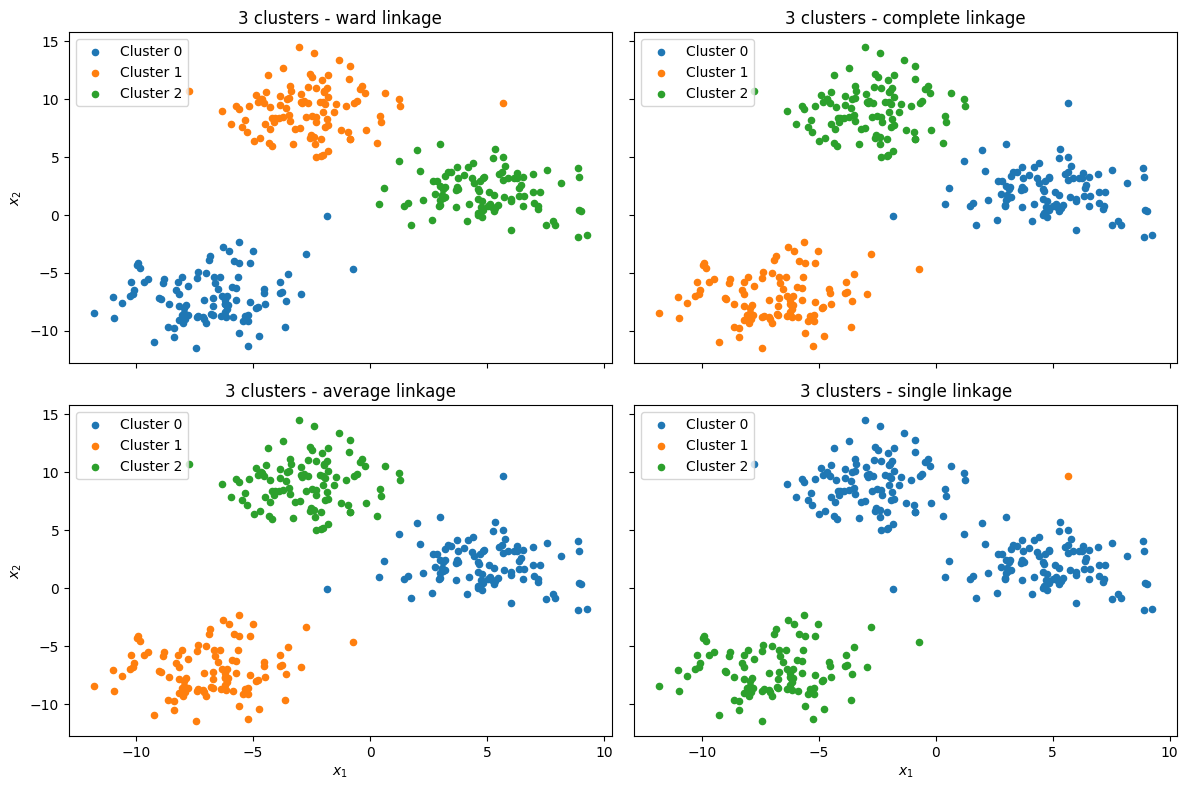 3 clusters - ward linkage
Cluster 0
Cluster 1
Cluster 2
15
10
5
0
−5
−10
x₂
3 clusters - complete linkage
Cluster 0
Cluster 1
Cluster 2
3 clusters - average linkage
Cluster 0
Cluster 1
Cluster 2
15
10
5
0
−5
−10
x₂
−10 −5 0 5 10
x₁
3 clusters - single linkage
Cluster 0
Cluster 1
Cluster 2
−10 −5 0 5 10
x₁